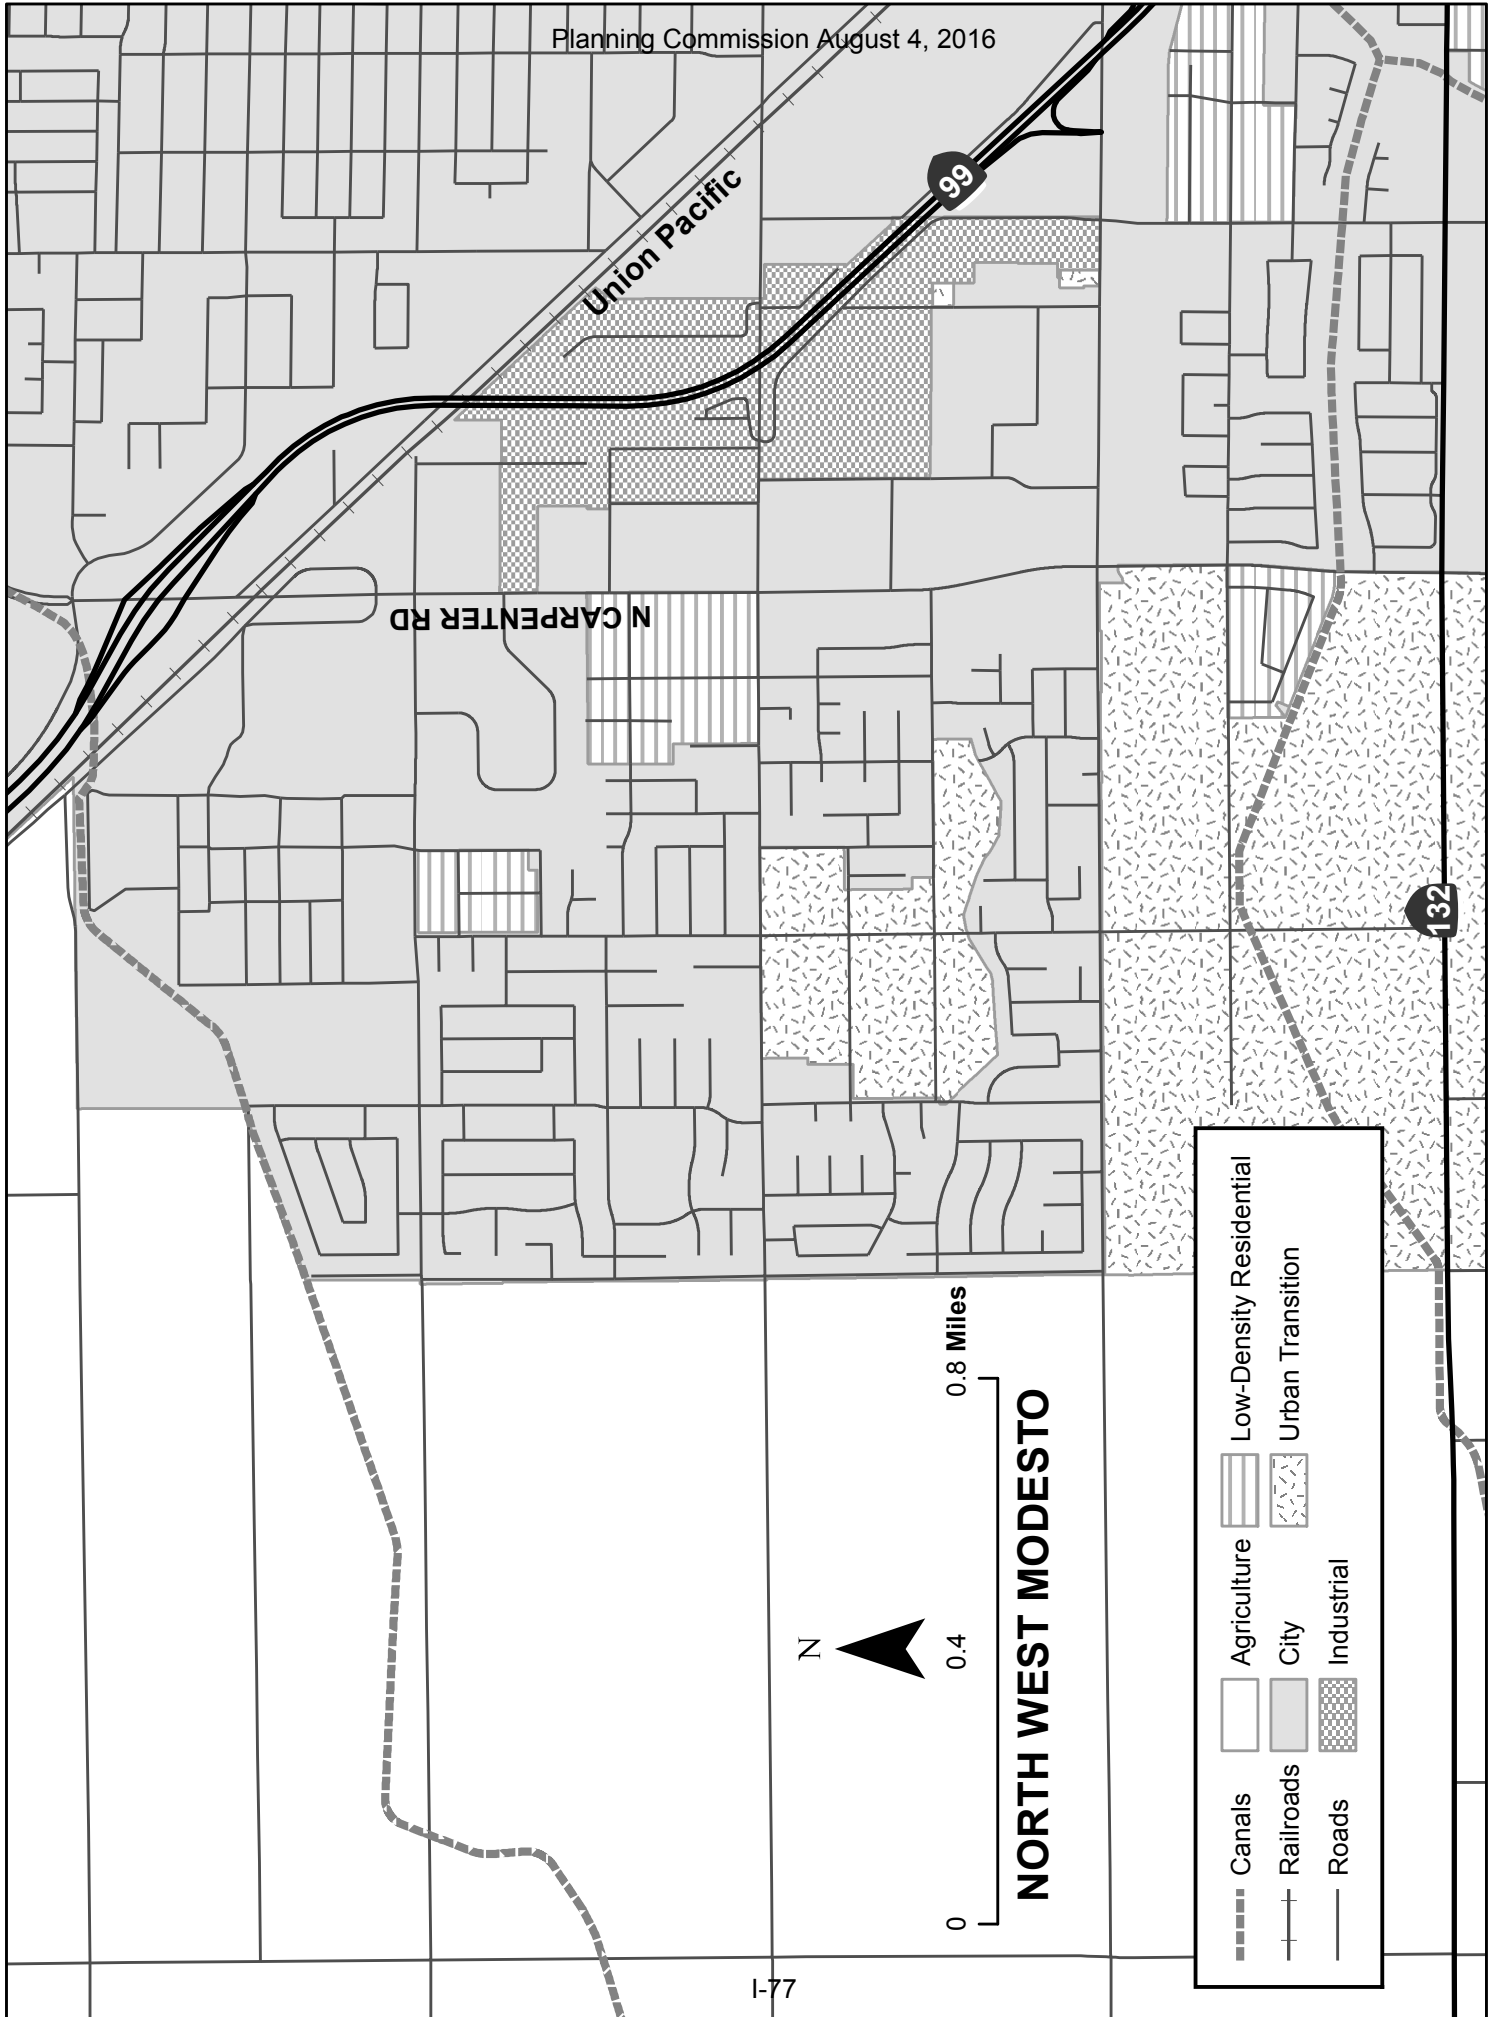 Planning Commission August 4, 2016
Union Pacific
99
N CARPENTER RD
132
N
0 0.4 0.8 Miles
NORTH WEST MODESTO
Canals Agriculture Low-Density Residential
Railroads City Urban Transition
Roads Industrial
I-77